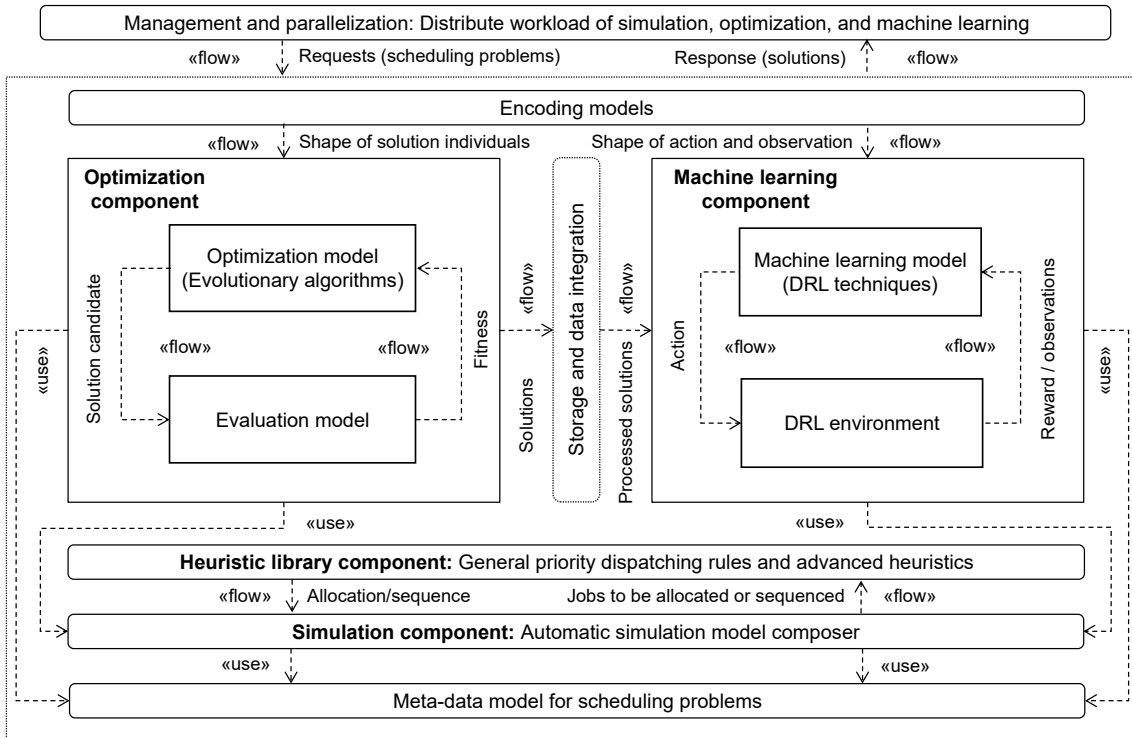 Management and parallelization: Distribute workload of simulation, optimization, and machine learning
«flow»
Requests (scheduling problems)
Response (solutions)
«flow»
Encoding models
«flow»
Shape of solution individuals
Shape of action and observation
«flow»
Optimization
component
Optimization model
(Evolutionary algorithms)
Solution candidate
«flow»
«flow»
Fitness
Evaluation model
«use»
«flow»
Solutions
Storage and data integration
«flow»
Processed solutions
Machine learning
component
Machine learning model
(DRL techniques)
Action
«flow»
«flow»
Reward / observations
DRL environment
«use»
«use»
«use»
Heuristic library component: General priority dispatching rules and advanced heuristics
«flow»
Allocation/sequence
Jobs to be allocated or sequenced
«flow»
Simulation component: Automatic simulation model composer
«use»
«use»
Meta-data model for scheduling problems